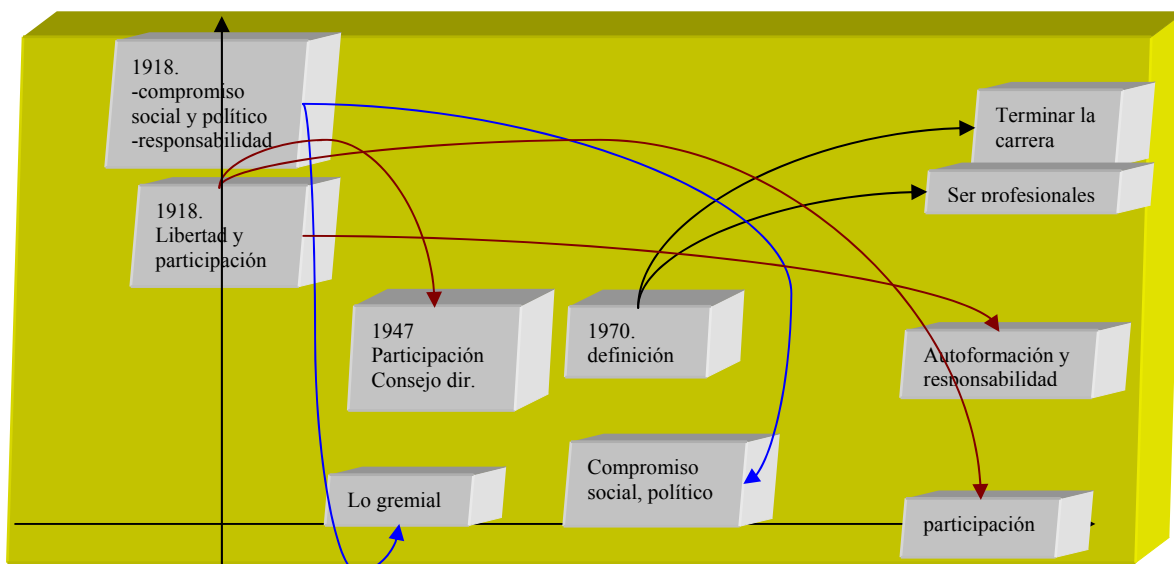 1918.
-compromiso
social y político
-responsabilidad
1918.
Libertad y
participación
1947
Participación
Consejo dir.
1970.
definición
Terminar la
carrera
Ser profesionales
Autoformación y
responsabilidad
Lo gremial
Compromiso
social, político
participación